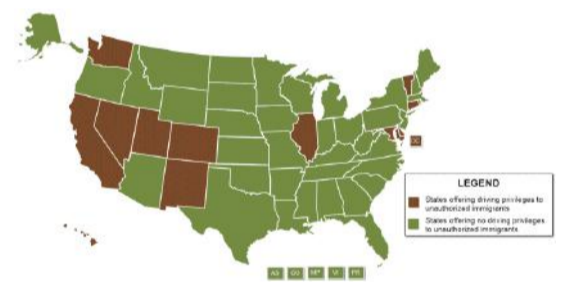 DC
LEGEND
States offering driving privileges to
unauthorized immigrants
States offering no driving privileges
to unauthorized immigrants
AS GU MP VI PR